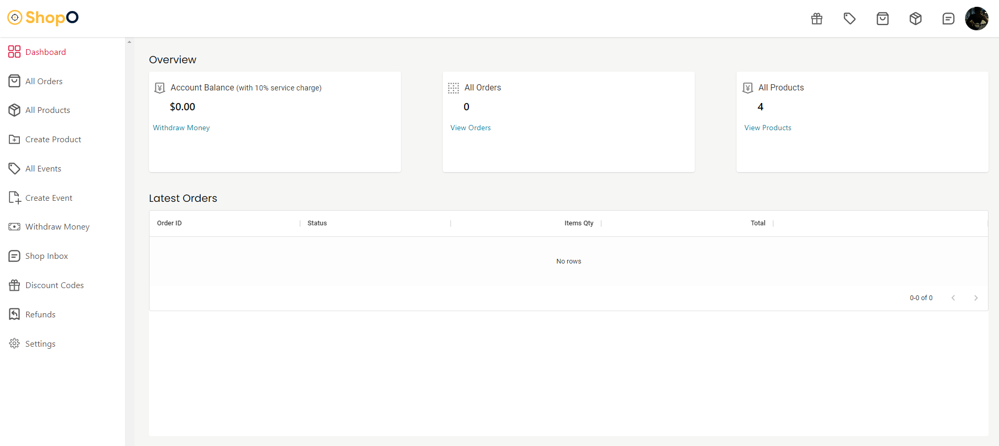 ShopO
Dashboard
All Orders
All Products
Create Product
All Events
Create Event
Withdraw Money
Shop Inbox
Discount Codes
Refunds
Settings
Overview
Account Balance (with 10% service charge)
$0.00
Withdraw Money
All Orders
0
View Orders
All Products
4
View Products
Latest Orders
Order ID Status Items Qty Total
No rows
0-0 of 0